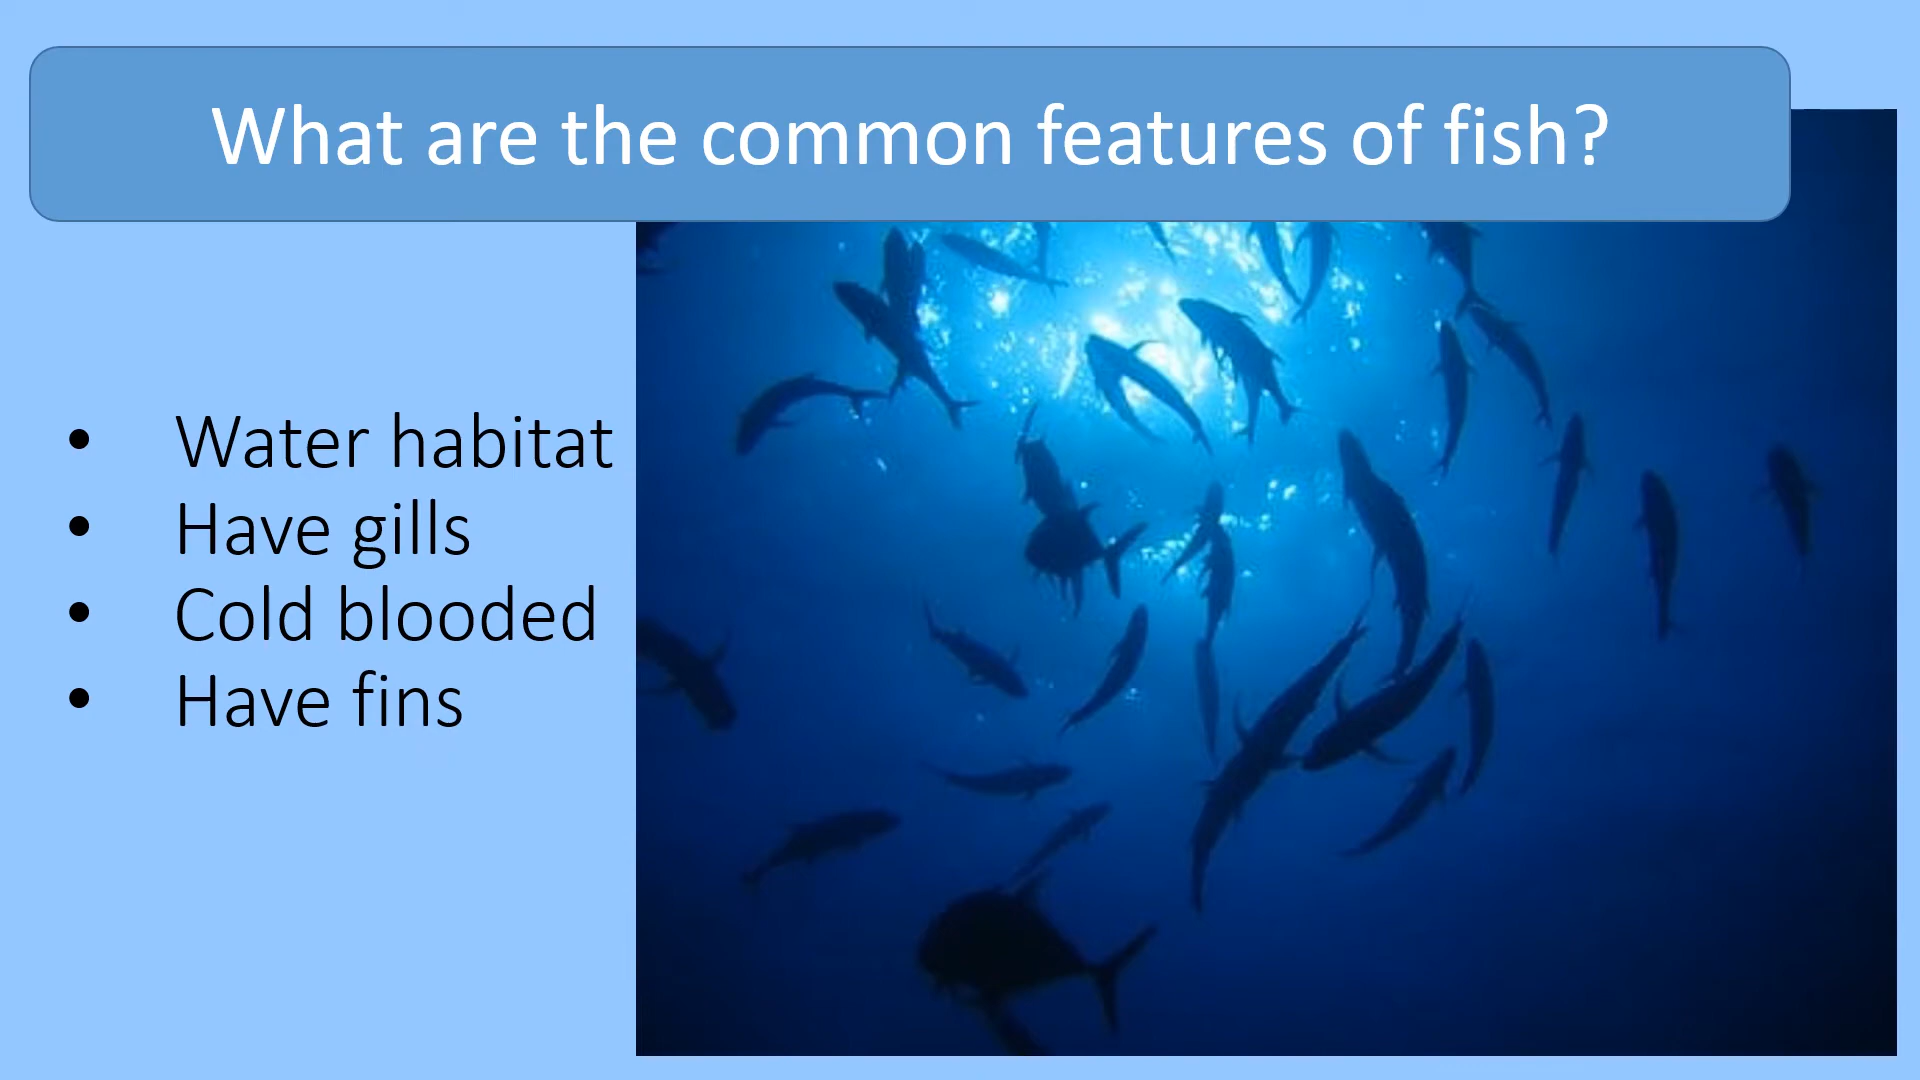 What are the common features of fish?
• Water habitat
• Have gills
• Cold blooded
• Have fins